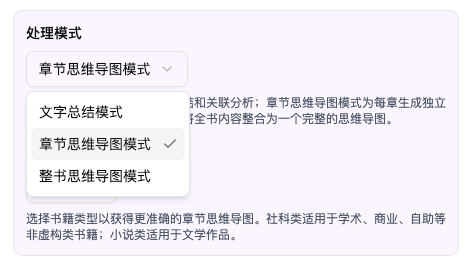 处理模式
章节思维导图模式
和关联分析；章节思维导图模式为每章生成独立
文字总结模式
全书内容整合为一个完整的思维导图。
章节思维导图模式
整书思维导图模式
选择书籍类型以获得更准确的章节思维导图。社科类适用于学术、商业、自助等
非虚构类书籍；小说类适用于文学作品。